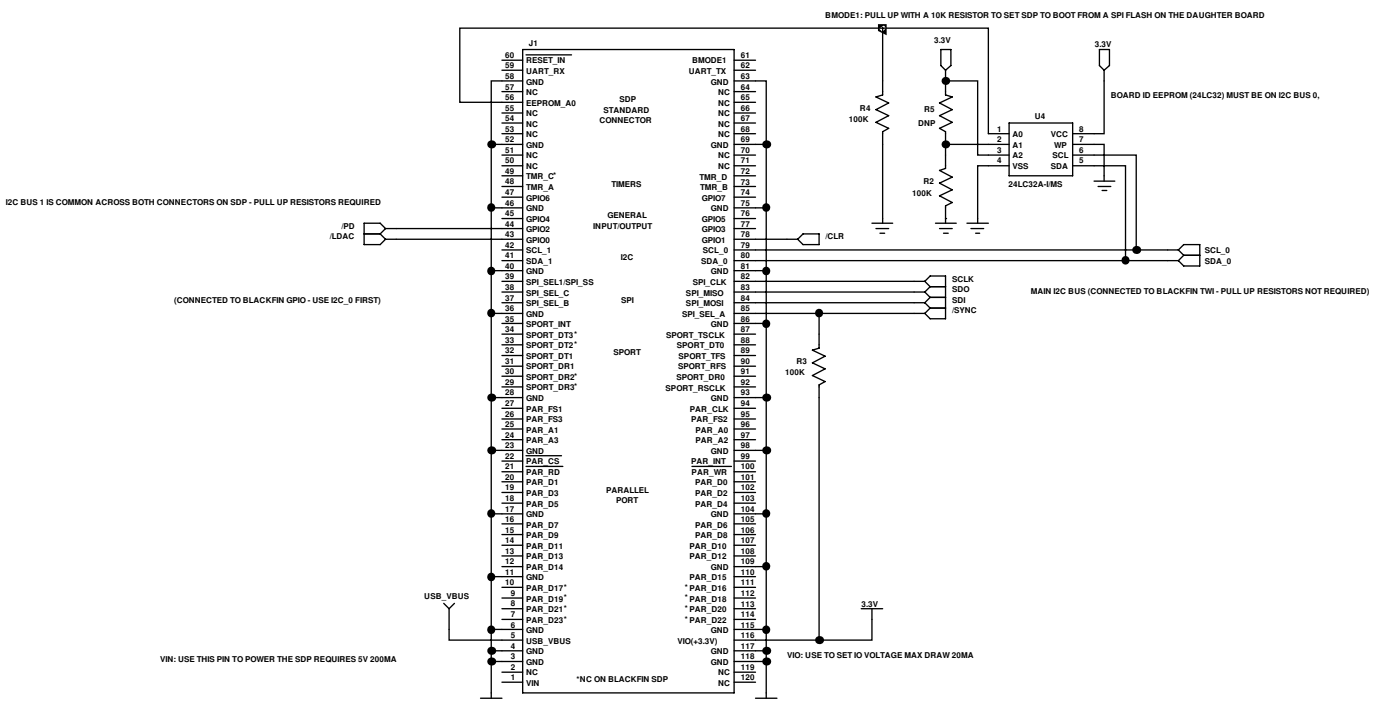 BMODE1: PULL UP WITH A 10K RESISTOR TO SET SDP TO BOOT FROM A SPI FLASH ON THE DAUGHTER BOARD
J1
3.3V
3.3V
60 RESET_IN BMODE1 61
59 UART_RX UART_TX 62
58 GND GND 63
57 NC NC 64
56 EEPROM_A0 NC 65
55 NC NC 66
54 NC NC 67
53 NC NC 68
52 GND GND 69
51 NC NC 70
50 NC NC 71
49 TMR_C* TMR_D 72
48 TMR_A TMR_B 73
47 GPIO6 GPIO7 74
46 GND GND 75
45 GPIO4 GPIO5 76
44 GPIO2 GPIO3 77
43 GPIO0 GPIO1 78
42 SCL_1 SCL_0 79
41 SDA_1 SDA_0 80
40 GND GND 81
39 SPI_SEL1/SPI_SS SPI_CLK 82
38 SPI_SEL_C SPI_MISO 83
37 SPI_SEL_B SPI_MOSI 84
36 GND SPI_SEL_A 85
35 SPORT_INT GND 86
34 SPORT_DT3* SPORT_TSCLK 87
33 SPORT_DT2* SPORT_DT0 88
32 SPORT_DT1 SPORT_TFS 89
31 SPORT_DR1 SPORT_RFS 90
30 SPORT_DR2* SPORT_DR0 91
29 SPORT_DR3* SPORT_RSCLK 92
28 GND GND 93
27 PAR_FS1 PAR_CLK 94
26 PAR_FS3 PAR_FS2 95
25 PAR_A1 PAR_A0 96
24 PAR_A3 PAR_A2 97
23 GND GND 98
22 PAR_CS PAR_INT 99
21 PAR_RD PAR_WR 100
20 PAR_D1 PAR_D0 101
19 PAR_D3 PAR_D2 102
18 PAR_D5 PAR_D4 103
17 GND GND 104
16 PAR_D7 PAR_D6 105
15 PAR_D9 PAR_D8 106
14 PAR_D11 PAR_D10 107
13 PAR_D13 PAR_D12 108
12 PAR_D14 GND 109
11 GND PAR_D15 110
10 PAR_D17* *PAR_D16 111
9 PAR_D19* *PAR_D18 112
8 PAR_D21* *PAR_D20 113
7 PAR_D23* *PAR_D22 114
6 GND GND 115
5 USB_VBUS VIO(+3.3V) 116
4 GND GND 117
3 GND GND 118
2 NC NC 119
1 VIN NC 120
SDP
STANDARD
CONNECTOR
TIMERS
GENERAL
INPUT/OUTPUT
I2C
SPI
SPORT
PARALLEL
PORT
*NC ON BLACKFIN SDP
R4
100K
R5
DNP
R2
100K
BOARD ID EEPROM (24LC32) MUST BE ON I2C BUS 0,
U4
1 A0 VCC 8
2 A1 WP 7
3 A2 SCL 6
4 VSS SDA 5
24LC32A-I/MS
I2C BUS 1 IS COMMON ACROSS BOTH CONNECTORS ON SDP - PULL UP RESISTORS REQUIRED
/PD
/LDAC
/CLR
SCL_0
SDA_0
SCLK
SDO
SDI
/SYNC
MAIN I2C BUS (CONNECTED TO BLACKFIN TWI - PULL UP RESISTORS NOT REQUIRED)
(CONNECTED TO BLACKFIN GPIO - USE I2C_0 FIRST)
R3
100K
USB_VBUS
3.3V
VIN: USE THIS PIN TO POWER THE SDP REQUIRES 5V 200MA
VIO: USE TO SET IO VOLTAGE MAX DRAW 20MA